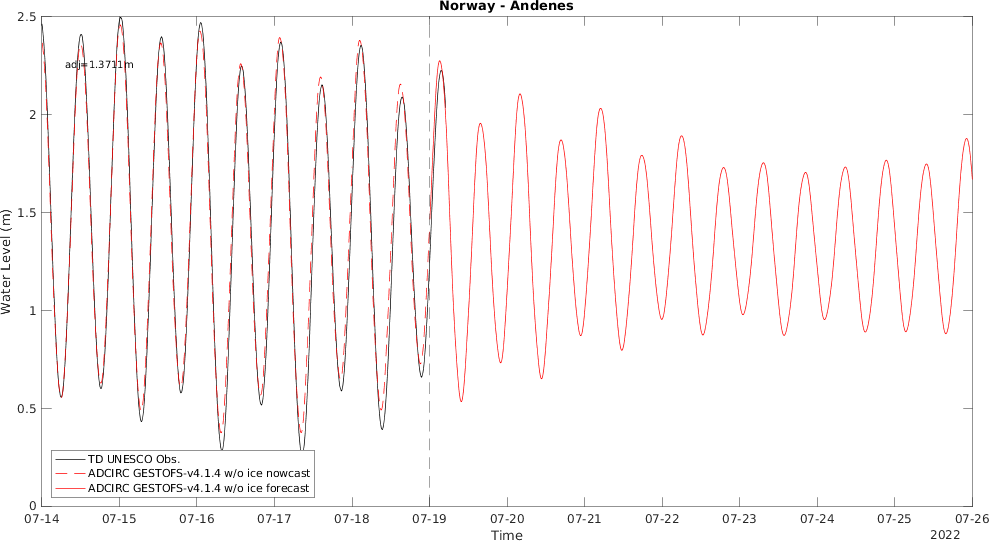 Norway - Andenes
2.5
2
1.5
1
0.5
0
Water Level (m)
adj=1.3711m
TD UNESCO Obs.
ADCIRC GESTOFS-v4.1.4 w/o ice nowcast
ADCIRC GESTOFS-v4.1.4 w/o ice forecast
07-14 07-15 07-16 07-17 07-18 07-19 07-20 07-21 07-22 07-23 07-24 07-25 07-26
Time
2022